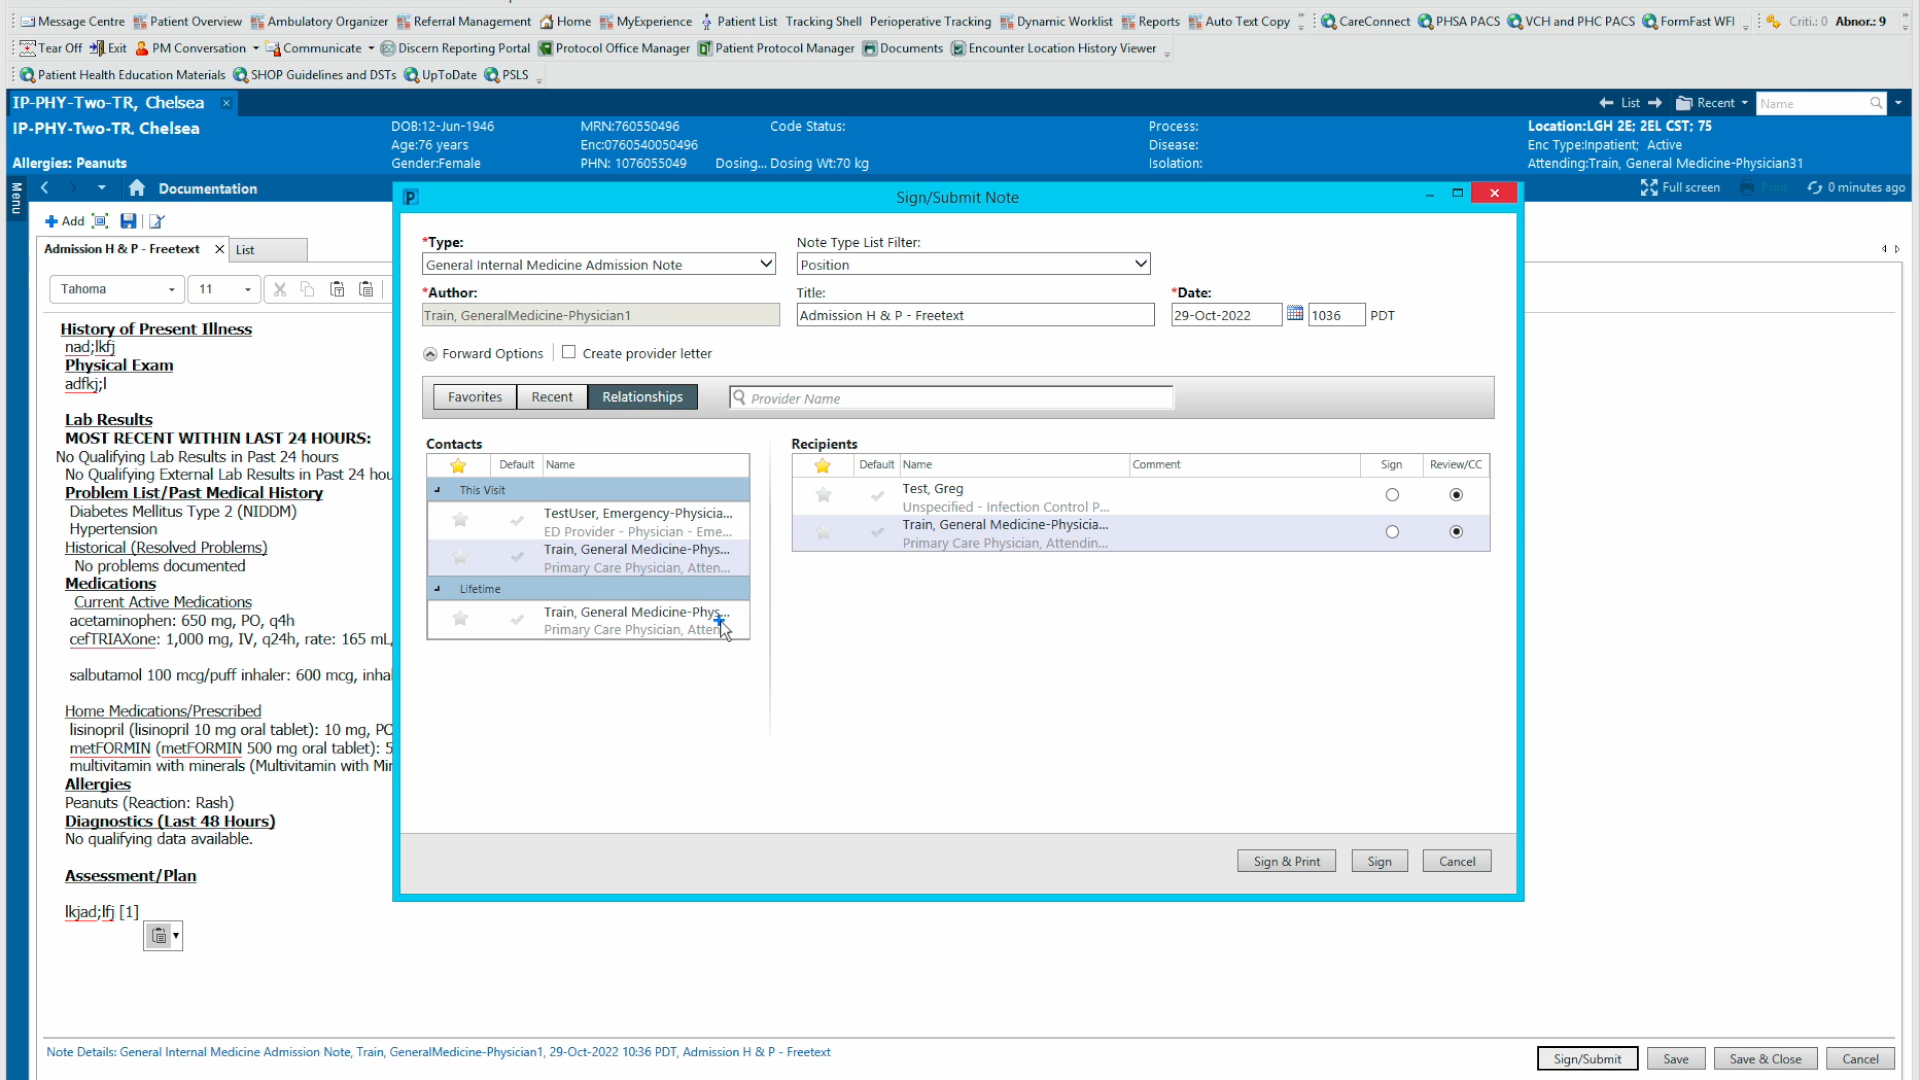 Message Centre Patient Overview Ambulatory Organizer Referral Management Home MyExperience Patient List Tracking Shell Perioperative Tracking Dynamic Worklist Reports Auto Text Copy CareConnect PHSA PACS VCH and PHC PACS FormFast WFI Criti.: 0 Abnor.: 9
Tear Off Exit PM Conversation Communicate Discern Reporting Portal Protocol Office Manager Patient Protocol Manager Documents Encounter Location History Viewer
Patient Health Education Materials SHOP Guidelines and DSTs UpToDate PSLS
IP-PHY-Two-TR, Chelsea List Recent Name
IP-PHY-Two-TR, Chelsea DOB:12-Jun-1946 MRN:760550496 Code Status: Process: Location:LGH 2E; 2EL CST; 75
Age:76 years Enc:0760540050496 Disease: Enc Type:Inpatient; Active
Allergies: Peanuts Gender:Female PHN: 1076055049 Dosing... Dosing Wt:70 kg Isolation: Attending:Train, General Medicine-Physician31
Menu
Documentation Full screen Print 0 minutes ago
Add
Admission H & P - Freetext List
Tahoma 11
History of Present Illness
nad;lkfj
Physical Exam
adfkj;l
Lab Results
MOST RECENT WITHIN LAST 24 HOURS:
No Qualifying Lab Results in Past 24 hours
No Qualifying External Lab Results in Past 24 hou
Problem List/Past Medical History
Diabetes Mellitus Type 2 (NIDDM)
Hypertension
Historical (Resolved Problems)
No problems documented
Medications
Current Active Medications
acetaminophen: 650 mg, PO, q4h
cefTRIAXone: 1,000 mg, IV, q24h, rate: 165 mL,
salbutamol 100 mcg/puff inhaler: 600 mcg, inha
Home Medications/Prescribed
lisinopril (lisinopril 10 mg oral tablet): 10 mg, PO
metFORMIN (metFORMIN 500 mg oral tablet): 5
multivitamin with minerals (Multivitamin with Mi
Allergies
Peanuts (Reaction: Rash)
Diagnostics (Last 48 Hours)
No qualifying data available.
Assessment/Plan
lkjad;lfj [1]
Sign/Submit Note
*Type: Note Type List Filter:
General Internal Medicine Admission Note Position
*Author: Title: *Date:
Train, GeneralMedicine-Physician1 Admission H & P - Freetext 29-Oct-2022 1036 PDT
Forward Options Create provider letter
Favorites Recent Relationships Provider Name
Contacts
Default Name
This Visit
TestUser, Emergency-Physicia...
ED Provider - Physician - Eme...
Train, General Medicine-Phys...
Primary Care Physician, Atten...
Lifetime
Train, General Medicine-Phys...
Primary Care Physician, Atten
Recipients
Default Name Comment Sign Review/CC
Test, Greg
Unspecified - Infection Control P...
Train, General Medicine-Physicia...
Primary Care Physician, Attendin...
Sign & Print Sign Cancel
Note Details: General Internal Medicine Admission Note, Train, GeneralMedicine-Physician1, 29-Oct-2022 10:36 PDT, Admission H & P - Freetext
Sign/Submit Save Save & Close Cancel